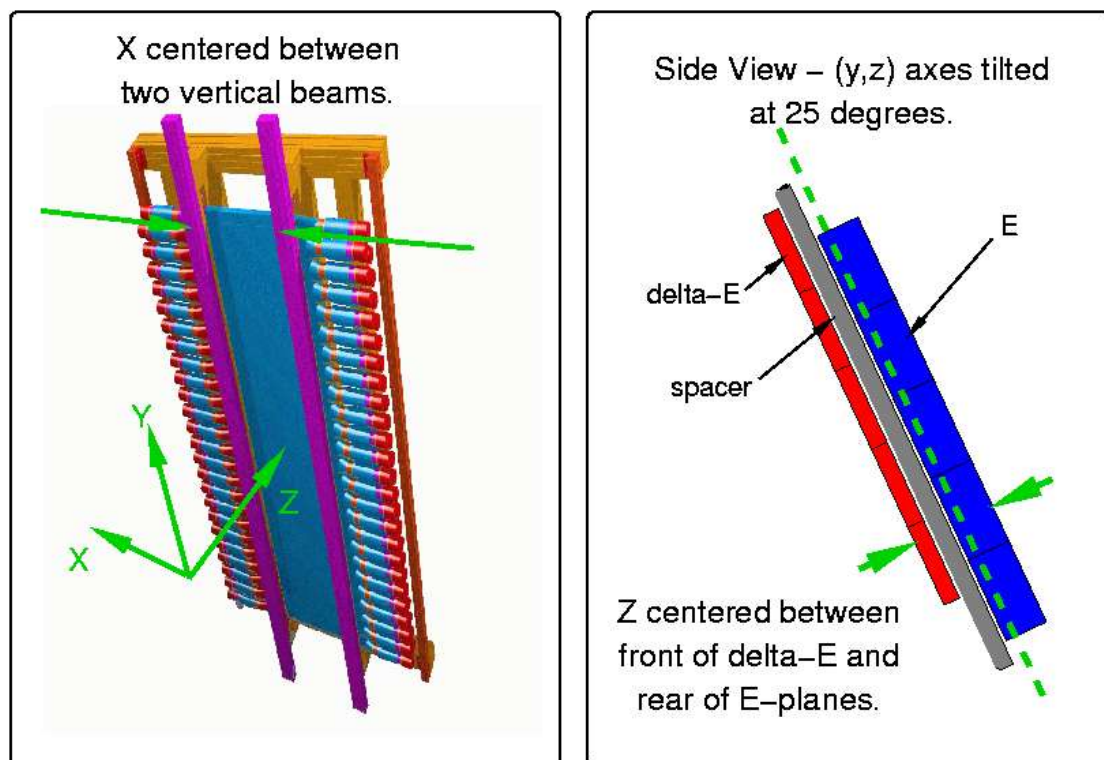 X centered between
two vertical beams.
Y
Z
X
Side View – (y,z) axes tilted
at 25 degrees.
E
delta–E
spacer
Z centered between
front of delta–E and
rear of E–planes.